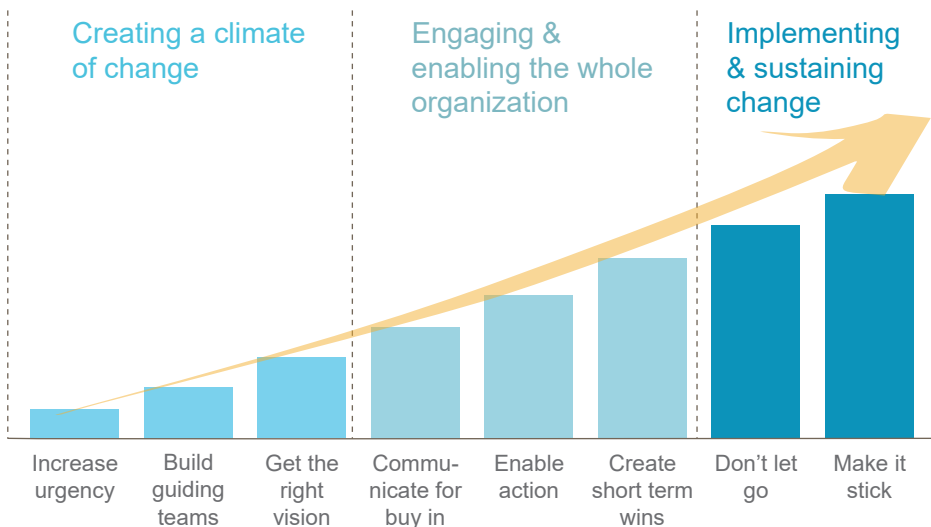 Creating a climate
of change
Engaging &
enabling the whole
organization
Implementing
& sustaining
change
Increase
urgency
Build
guiding
teams
Get the
right
vision
Commu-
nicate for
buy in
Enable
action
Create
short term
wins
Don’t let
go
Make it
stick